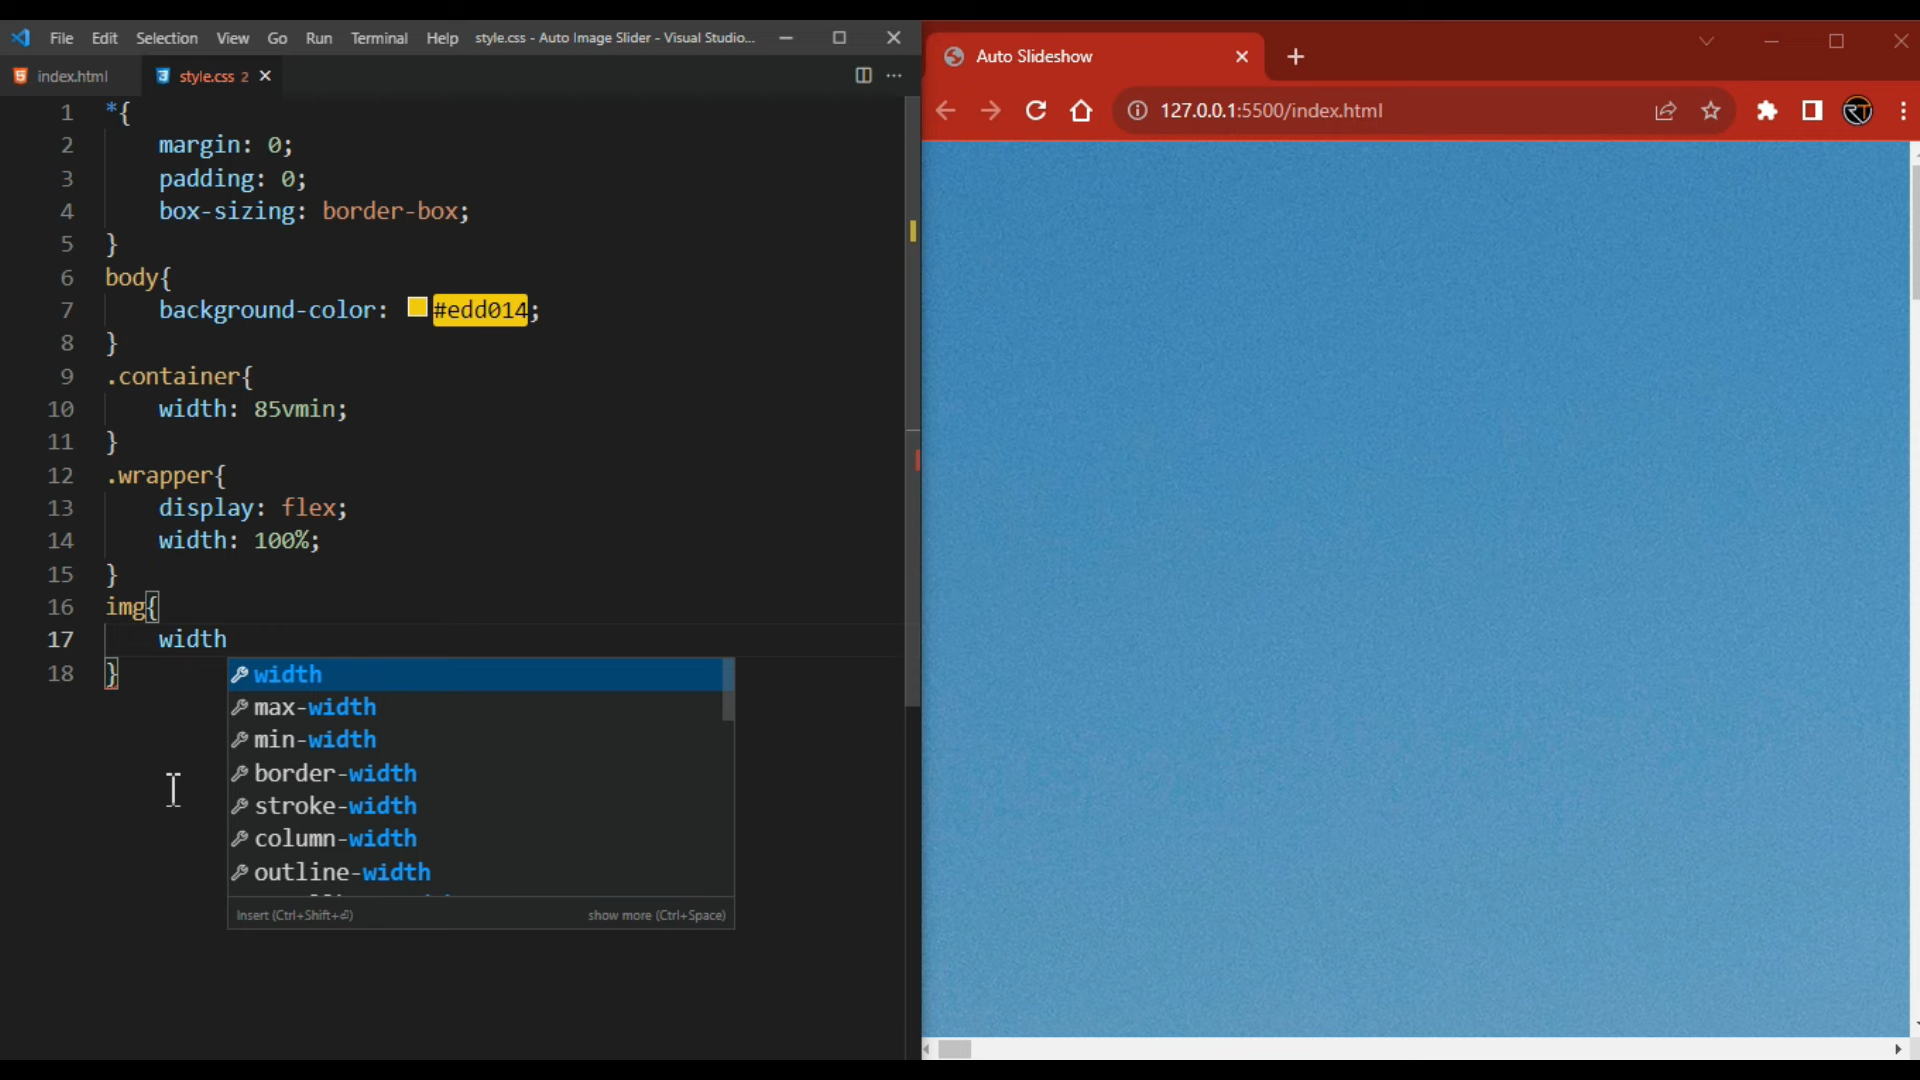 File Edit Selection View Go Run Terminal Help style.css - Auto Image Slider - Visual Studio...
index.html style.css 2
1 *{
2 margin: 0;
3 padding: 0;
4 box-sizing: border-box;
5 }
6 body{
7 background-color: #edd014;
8 }
9 .container{
10 width: 85vmin;
11 }
12 .wrapper{
13 display: flex;
14 width: 100%;
15 }
16 img{
17 width
18 }
width
max-width
min-width
border-width
stroke-width
column-width
outline-width
Insert (Ctrl+Shift+⏎) show more (Ctrl+Space)
Auto Slideshow
127.0.0.1:5500/index.html
RT